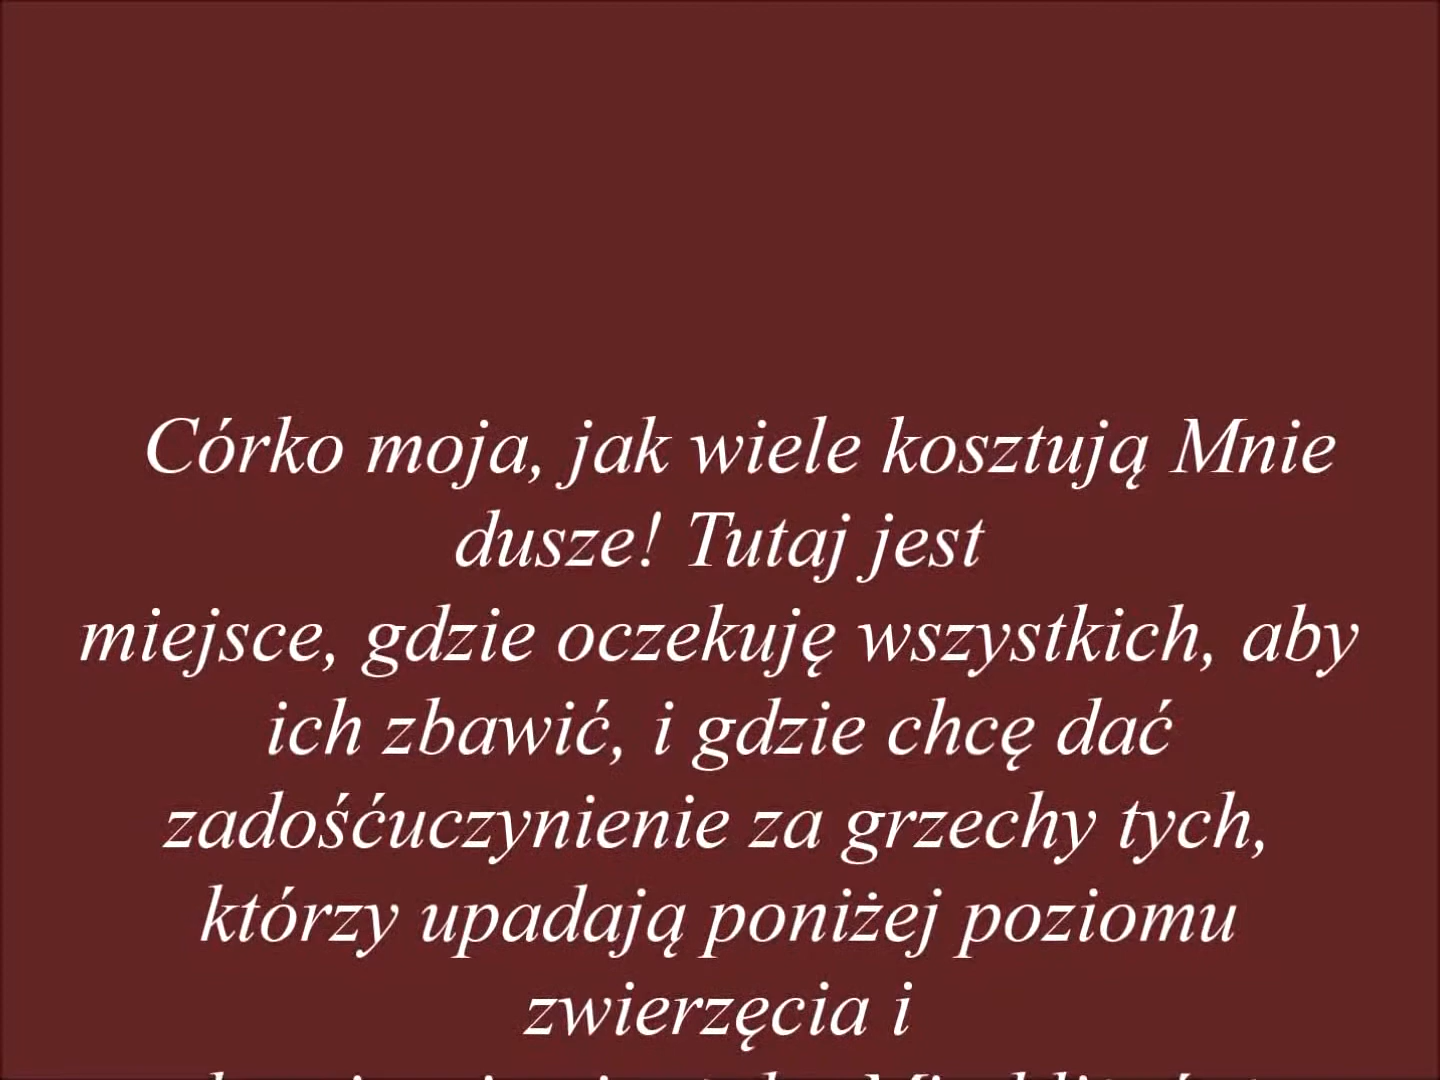 Córko moja, jak wiele kosztują Mnie
dusze! Tutaj jest
miejsce, gdzie oczekuję wszystkich, aby
ich zbawić, i gdzie chcę dać
zadośćuczynienie za grzechy tych,
którzy upadają poniżej poziomu
zwierzęcia i